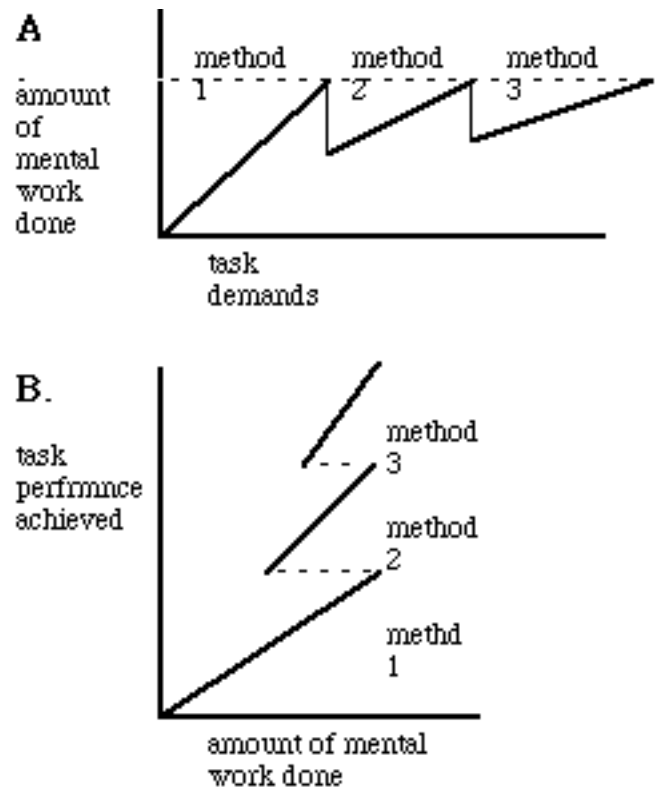 A
method method method
1 2 3
amount
of
mental
work
done
task
demands
B.
task
perfrmnce
achieved
method
3
method
2
methd
1
amount of mental
work done